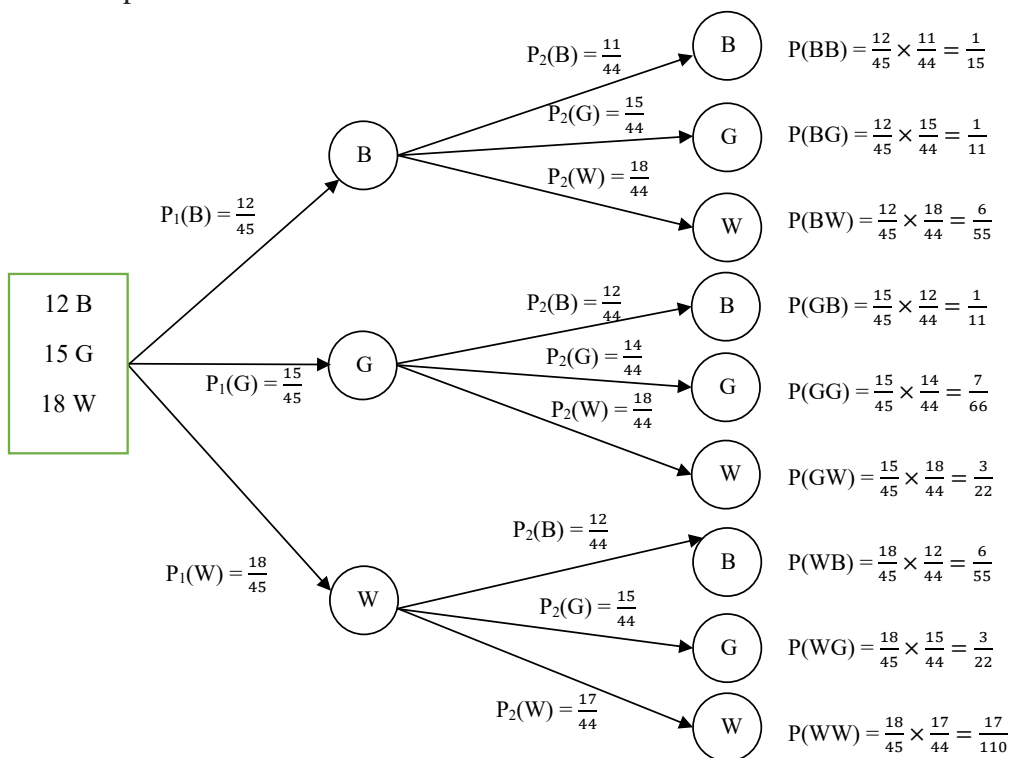 P₂(B) = 11/44
B
P(BB) = 12/45 × 11/44 = 1/15
P₂(G) = 15/44
G
P(BG) = 12/45 × 15/44 = 1/11
B
P₂(W) = 18/44
W
P(BW) = 12/45 × 18/44 = 6/55
P₁(B) = 12/45
12 B
15 G
18 W
P₂(B) = 12/44
B
P(GB) = 15/45 × 12/44 = 1/11
P₁(G) = 15/45
G
P₂(G) = 14/44
G
P(GG) = 15/45 × 14/44 = 7/66
P₂(W) = 18/44
W
P(GW) = 15/45 × 18/44 = 3/22
P₁(W) = 18/45
W
P₂(B) = 12/44
B
P(WB) = 18/45 × 12/44 = 6/55
P₂(G) = 15/44
G
P(WG) = 18/45 × 15/44 = 3/22
P₂(W) = 17/44
W
P(WW) = 18/45 × 17/44 = 17/110